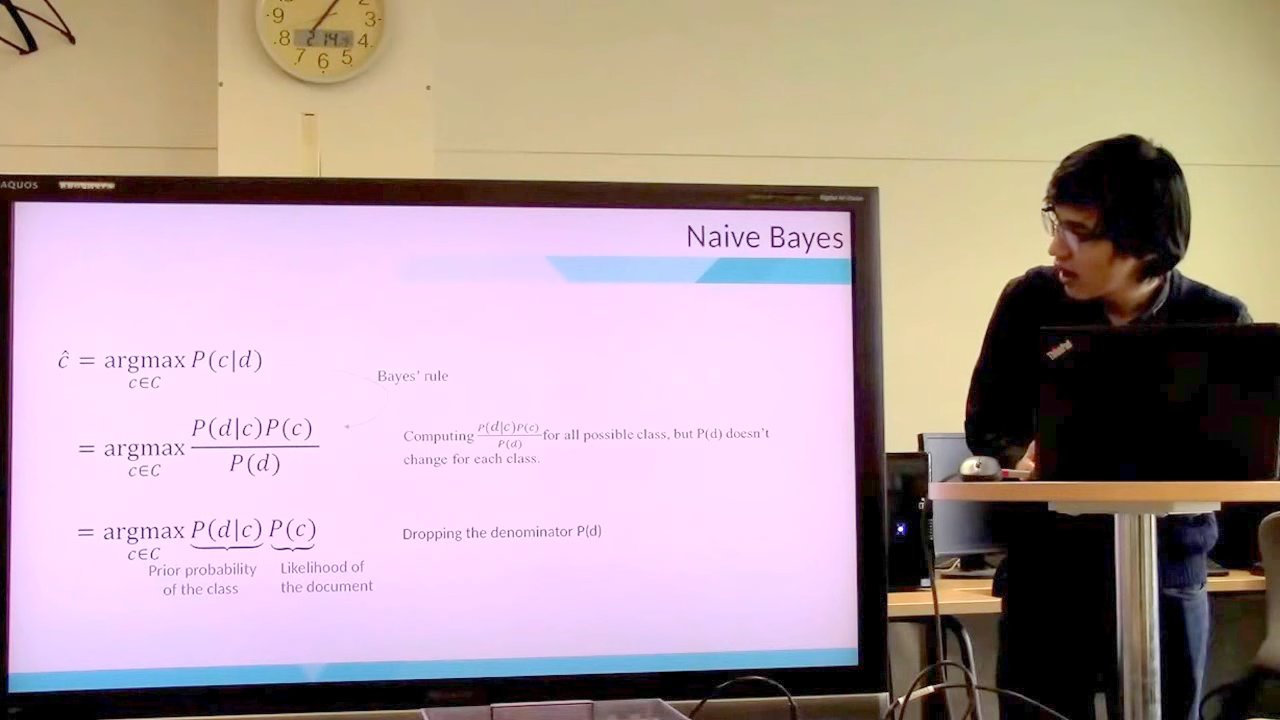 2
9
3
8
4
7
6
5
AQUOS
Naive Bayes
ĉ = argmax P(c|d)
c∈C
Bayes' rule
= argmax P(d|c)P(c) / P(d)
c∈C
Computing P(d|c)P(c) / P(d) for all possible class, but P(d) doesn't
change for each class.
= argmax P(d|c) P(c)
c∈C
Dropping the denominator P(d)
Prior probability
of the class
Likelihood of
the document
ThinkPad